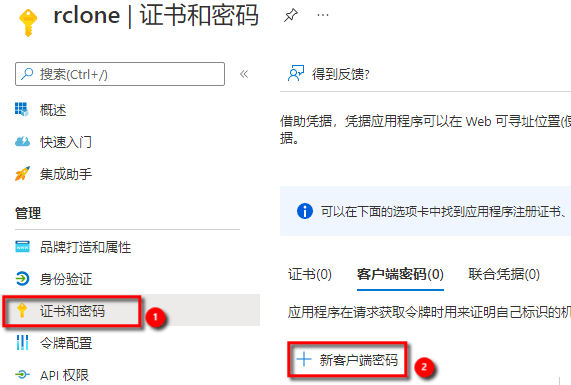 rclone | 证书和密码
搜索(Ctrl+/)
«
概述
快速入门
集成助手
管理
品牌打造和属性
身份验证
证书和密码
1
令牌配置
API 权限
得到反馈?
借助凭据，凭据应用程序可以在 Web 可寻址位置(使
据。
可以在下面的选项卡中找到应用程序注册证书、
证书(0)
客户端密码(0)
联合凭据(0)
应用程序在请求获取令牌时用来证明自己标识的机
新客户端密码
2